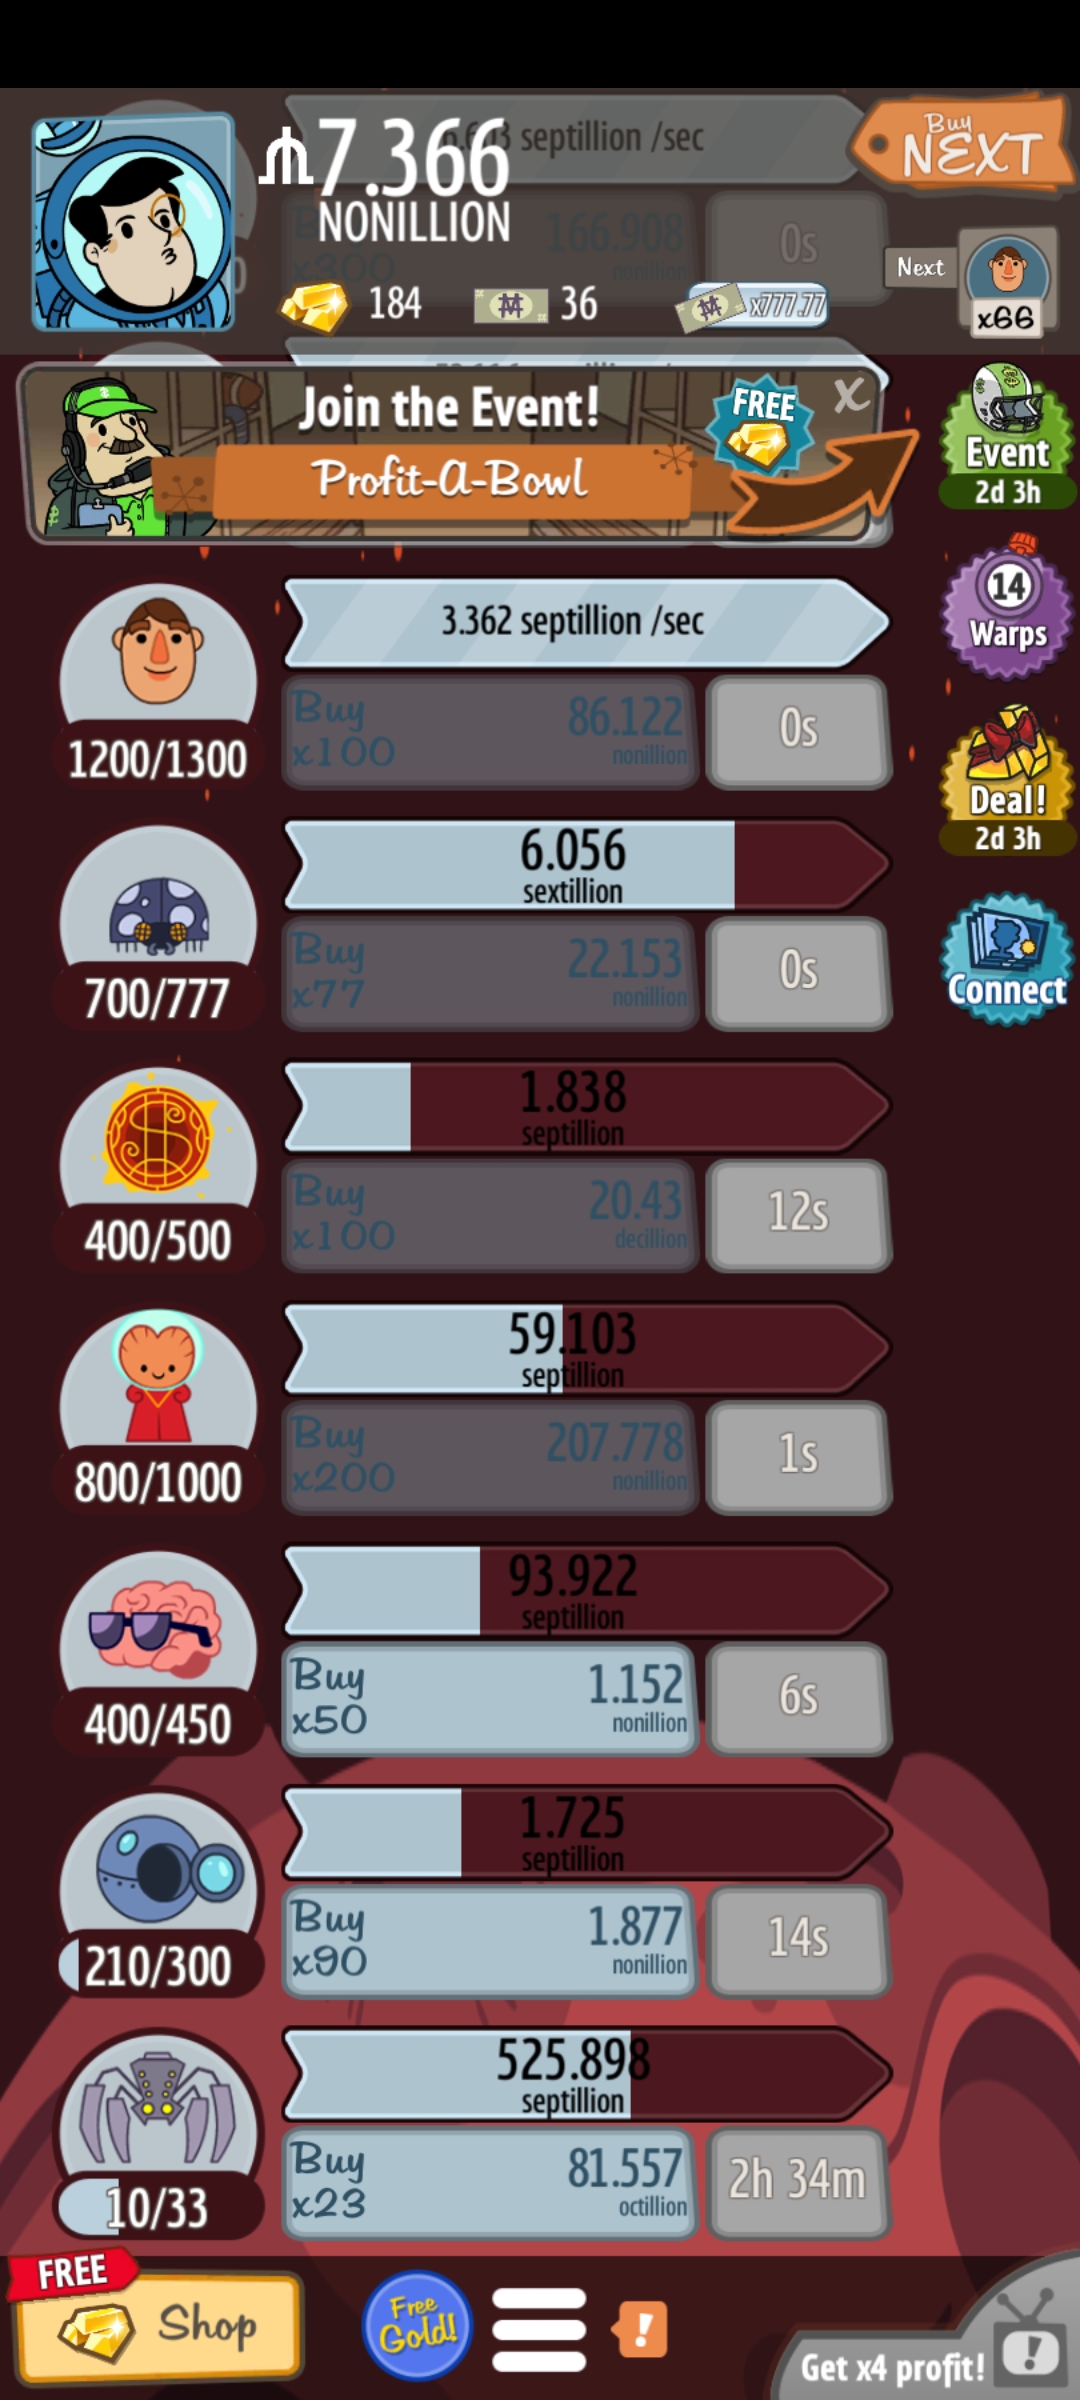 septillion /sec
₼7.366
NONILLION
Buy
NEXT
166.908
nonillion
x300
0s
Next
x66
184
36
x777.77
Join the Event!
Profit-A-Bowl
FREE
X
Event
2d 3h
14
Warps
Deal!
2d 3h
Connect
3.362 septillion /sec
Buy
x100
86.122
nonillion
0s
1200/1300
6.056
sextillion
Buy
x77
22.153
nonillion
0s
700/777
1.838
septillion
Buy
x100
20.43
decillion
12s
400/500
59.103
septillion
Buy
x200
207.778
nonillion
1s
800/1000
93.922
septillion
Buy
x50
1.152
nonillion
6s
400/450
1.725
septillion
Buy
x90
1.877
nonillion
14s
210/300
525.898
septillion
Buy
x23
81.557
octillion
2h 34m
10/33
FREE
Shop
Free
Gold!
!
Get x4 profit!
!